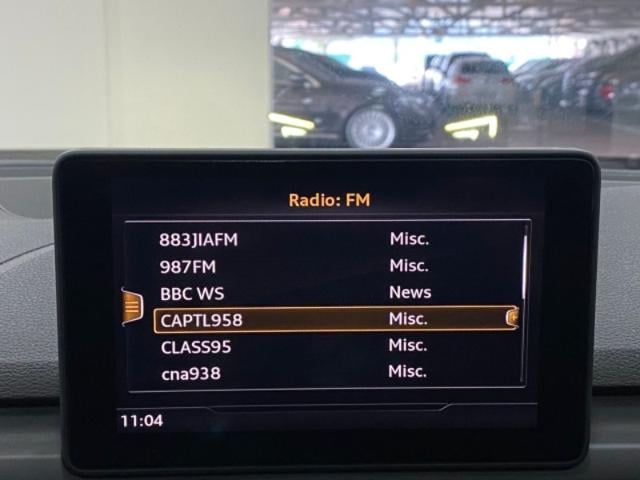 Radio: FM
883JIAFM Misc.
987FM Misc.
BBC WS News
CAPTL958 Misc.
CLASS95 Misc.
cna938 Misc.
11:04